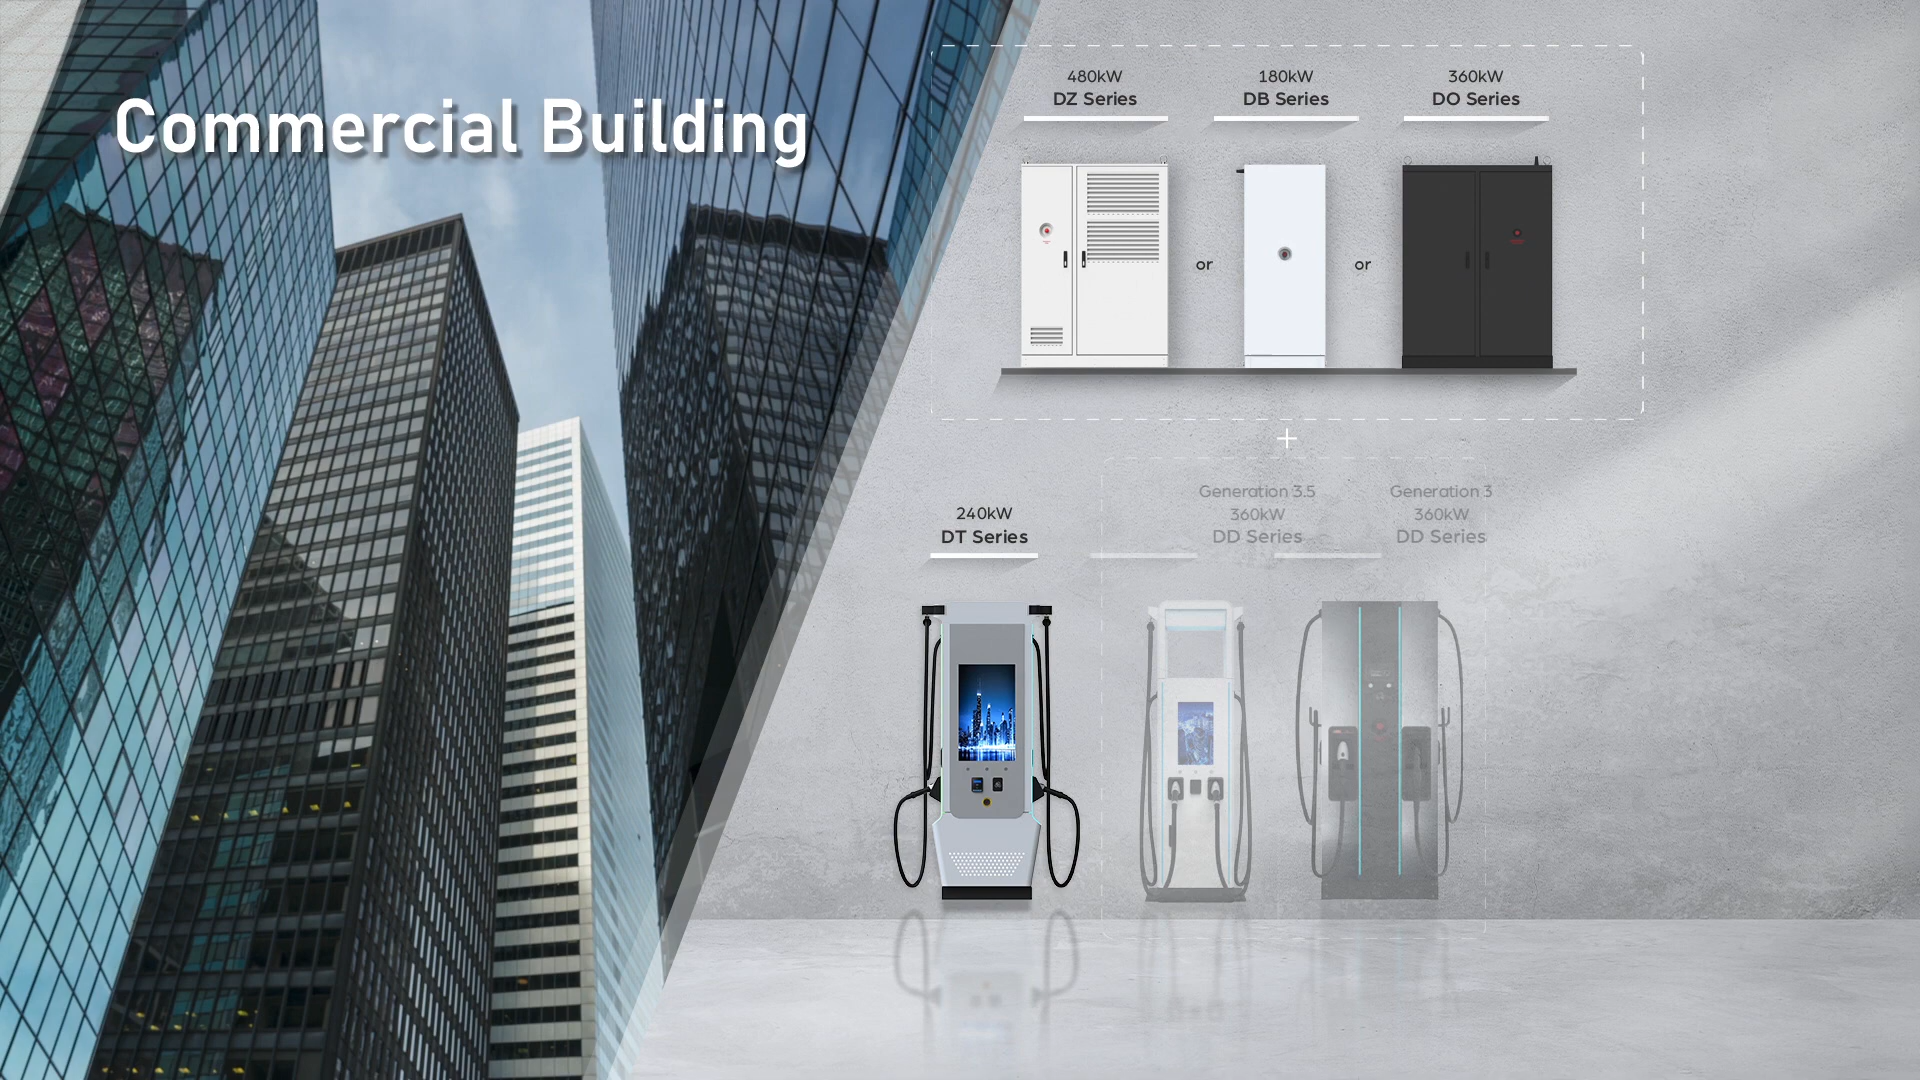 Commercial Building
480kW
DZ Series
180kW
DB Series
360kW
DO Series
or
or
+
240kW
DT Series
Generation 3.5
360kW
DD Series
Generation 3
360kW
DD Series